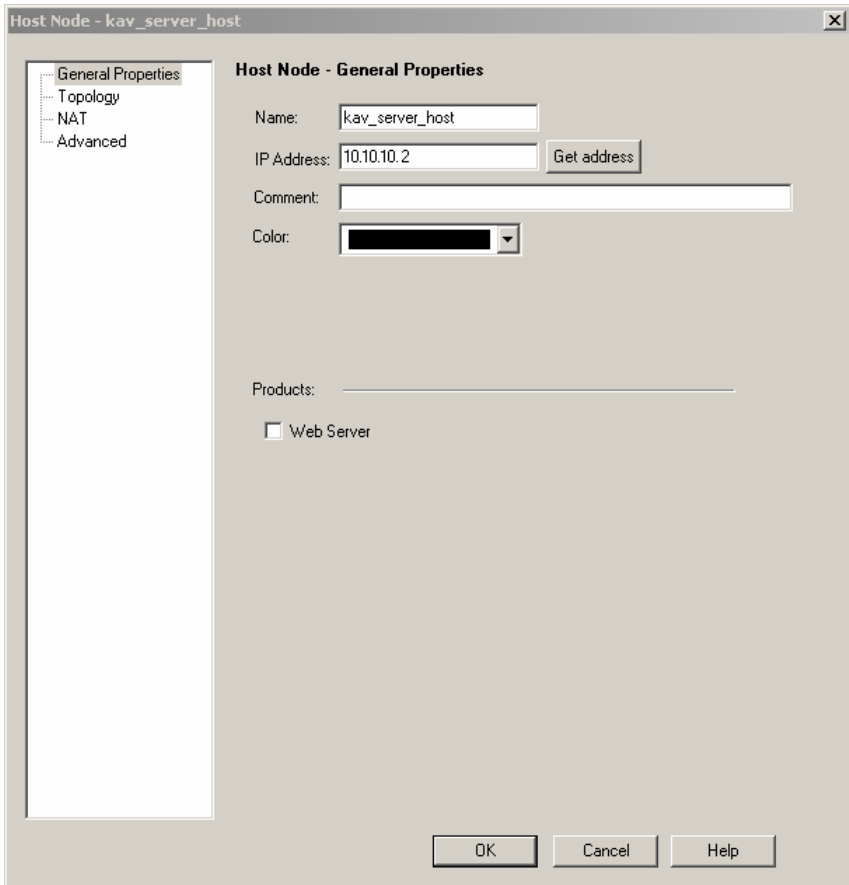 Host Node - kav_server_host
General Properties
Topology
NAT
Advanced
Host Node - General Properties
Name: kav_server_host
IP Address: 10.10.10. 2 Get address
Comment:
Color:
Products:
Web Server
OK Cancel Help